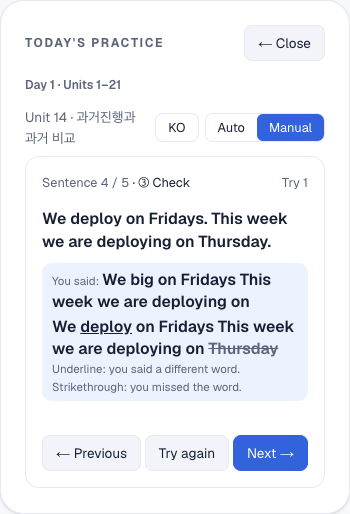 TODAY'S PRACTICE
← Close
Day 1 · Units 1–21
Unit 14 · 과거진행과
과거 비교
KO
Auto
Manual
Sentence 4 / 5 · ③ Check
Try 1
We deploy on Fridays. This week
we are deploying on Thursday.
You said: We big on Fridays This
week we are deploying on
We deploy on Fridays This week
we are deploying on Thursday
Underline: you said a different word.
Strikethrough: you missed the word.
← Previous
Try again
Next →